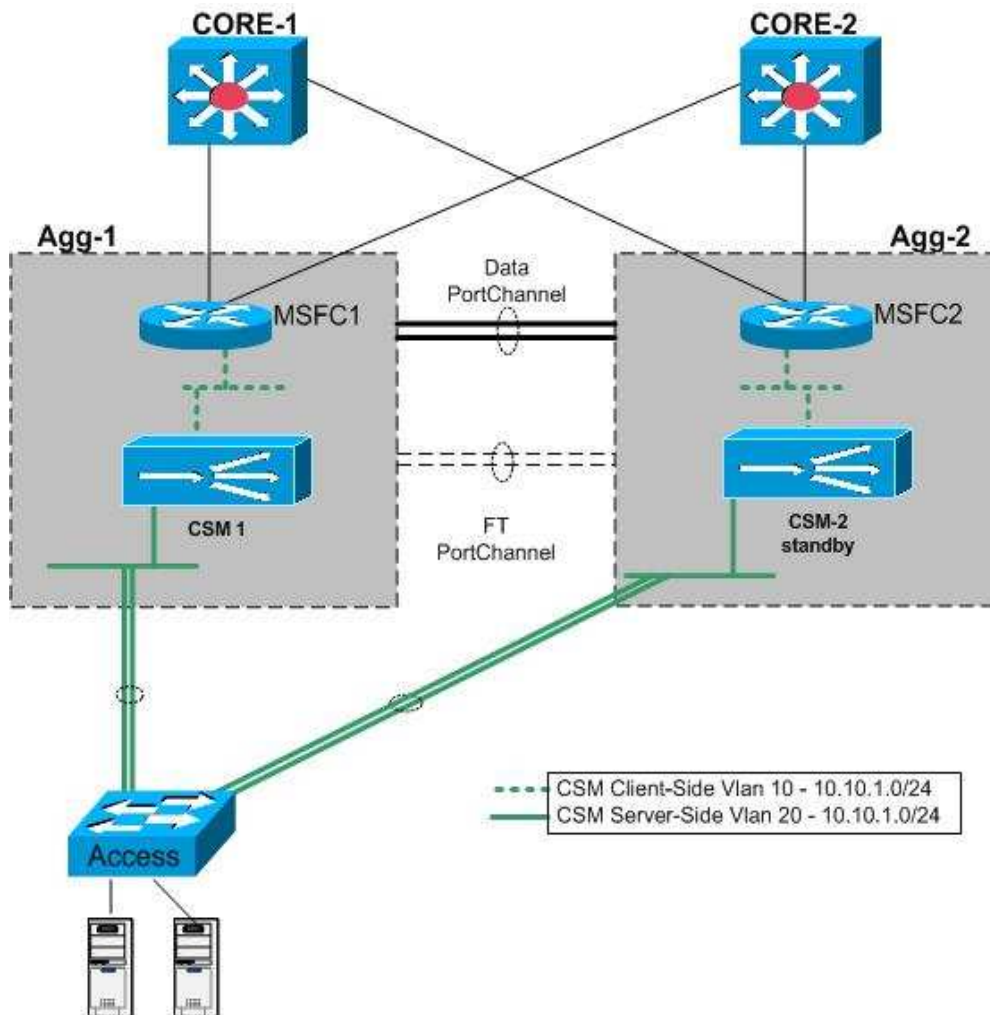 CORE-1
CORE-2
Agg-1
Agg-2
Data
PortChannel
MSFC1
MSFC2
CSM 1
FT
PortChannel
CSM-2
standby
CSM Client-Side Vlan 10 - 10.10.1.0/24
CSM Server-Side Vlan 20 - 10.10.1.0/24
Access